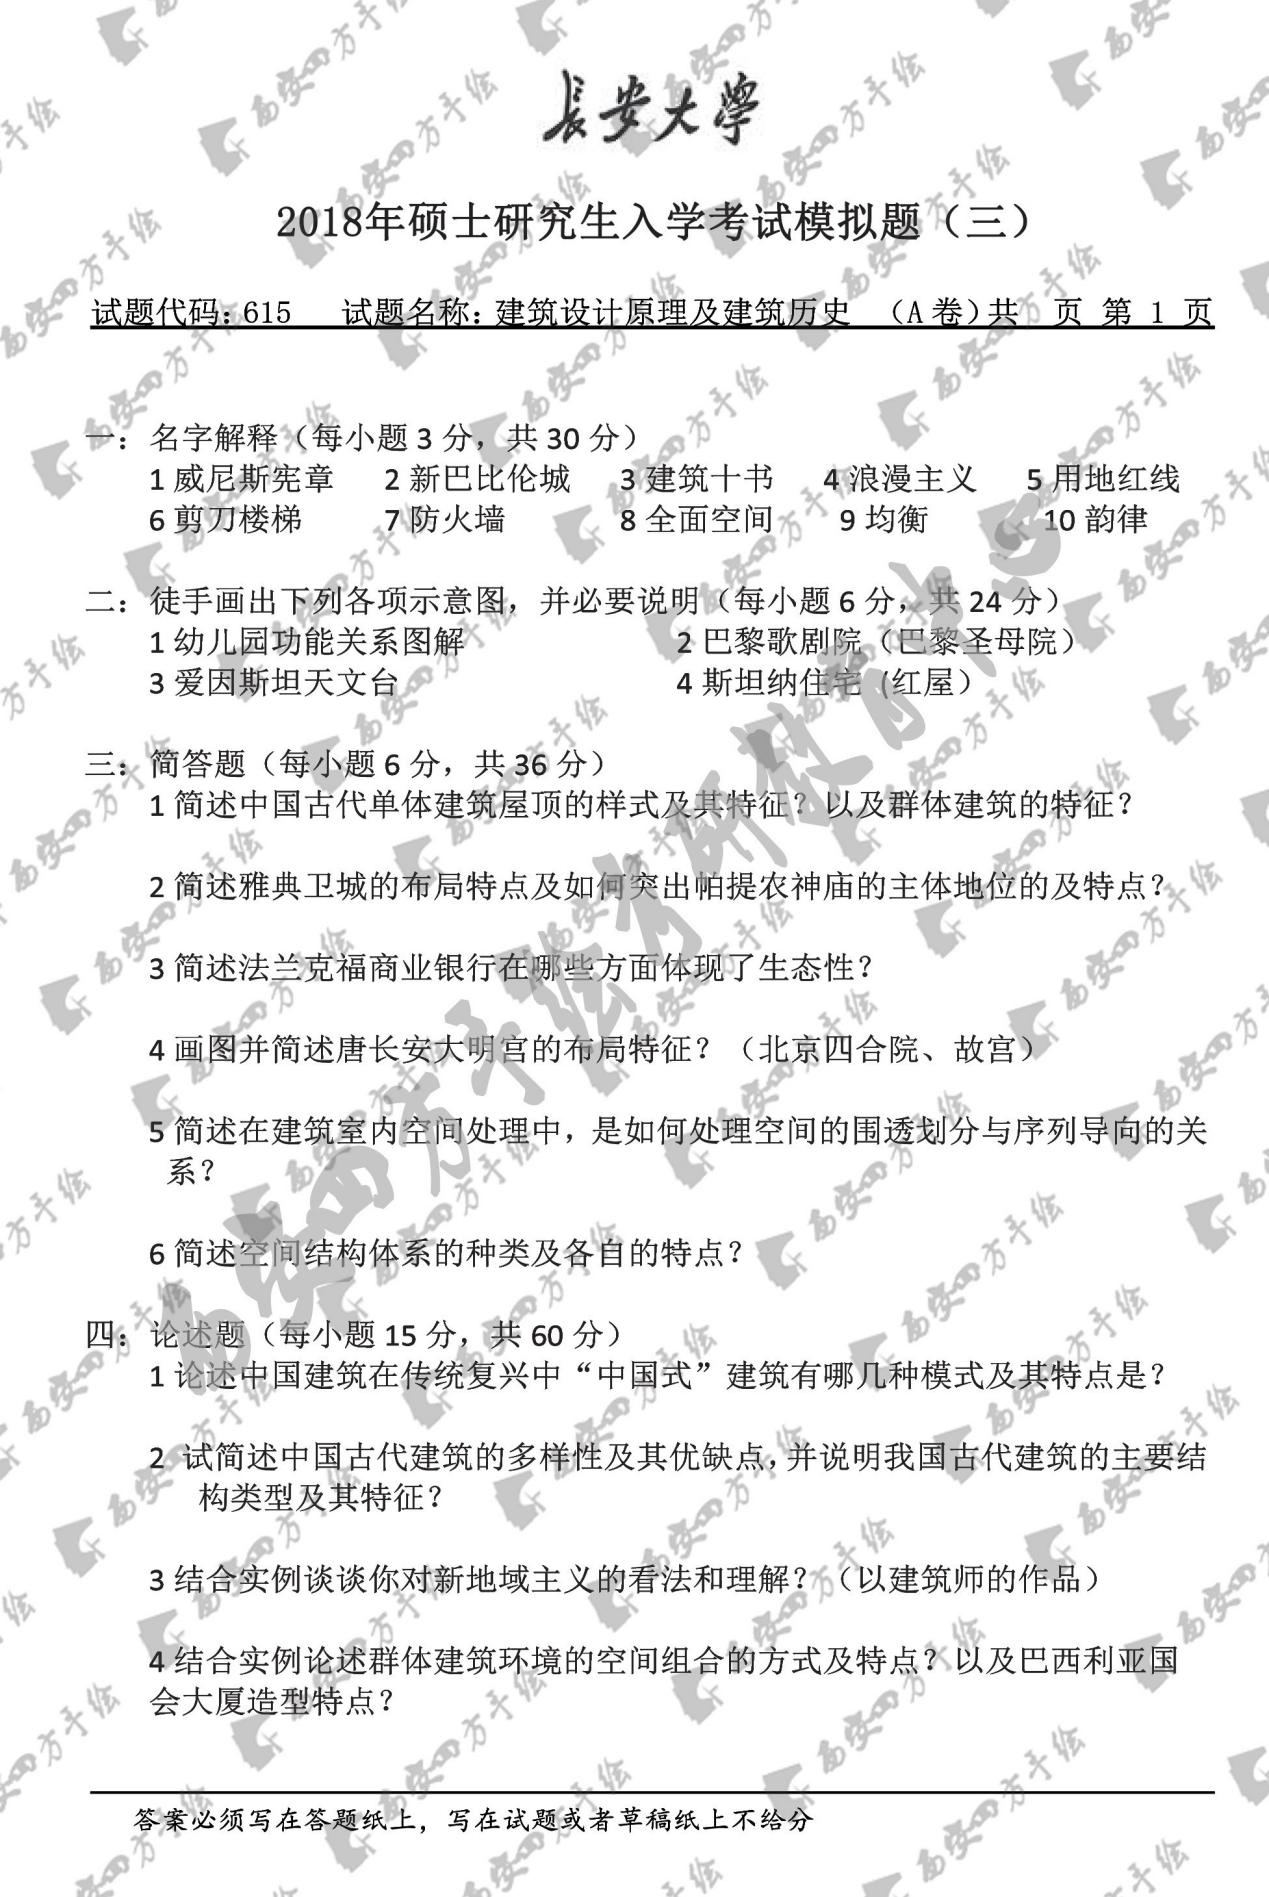 長安大學
2018年硕士研究生入学考试模拟题（三）
试题代码：615 试题名称：建筑设计原理及建筑历史 （A 卷）共 页 第 1 页
一：名字解释（每小题 3 分，共 30 分）
1 威尼斯宪章 2 新巴比伦城 3 建筑十书 4 浪漫主义 5 用地红线
6 剪刀楼梯 7 防火墙 8 全面空间 9 均衡 10 韵律
二：徒手画出下列各项示意图，并必要说明（每小题 6 分，共 24 分）
1 幼儿园功能关系图解 2 巴黎歌剧院（巴黎圣母院）
3 爱因斯坦天文台 4 斯坦纳住宅（红屋）
三：简答题（每小题 6 分，共 36 分）
1 简述中国古代单体建筑屋顶的样式及其特征？以及群体建筑的特征？
2 简述雅典卫城的布局特点及如何突出帕提农神庙的主体地位的及特点？
3 简述法兰克福商业银行在哪些方面体现了生态性？
4 画图并简述唐长安大明宫的布局特征？（北京四合院、故宫）
5 简述在建筑室内空间处理中，是如何处理空间的围透划分与序列导向的关
系？
6 简述空间结构体系的种类及各自的特点？
四：论述题（每小题 15 分，共 60 分）
1 论述中国建筑在传统复兴中“中国式”建筑有哪几种模式及其特点是？
2 试简述中国古代建筑的多样性及其优缺点，并说明我国古代建筑的主要结
构类型及其特征？
3 结合实例谈谈你对新地域主义的看法和理解？（以建筑师的作品）
4 结合实例论述群体建筑环境的空间组合的方式及特点？以及巴西利亚国
会大厦造型特点？
答案必须写在答题纸上，写在试题或者草稿纸上不给分